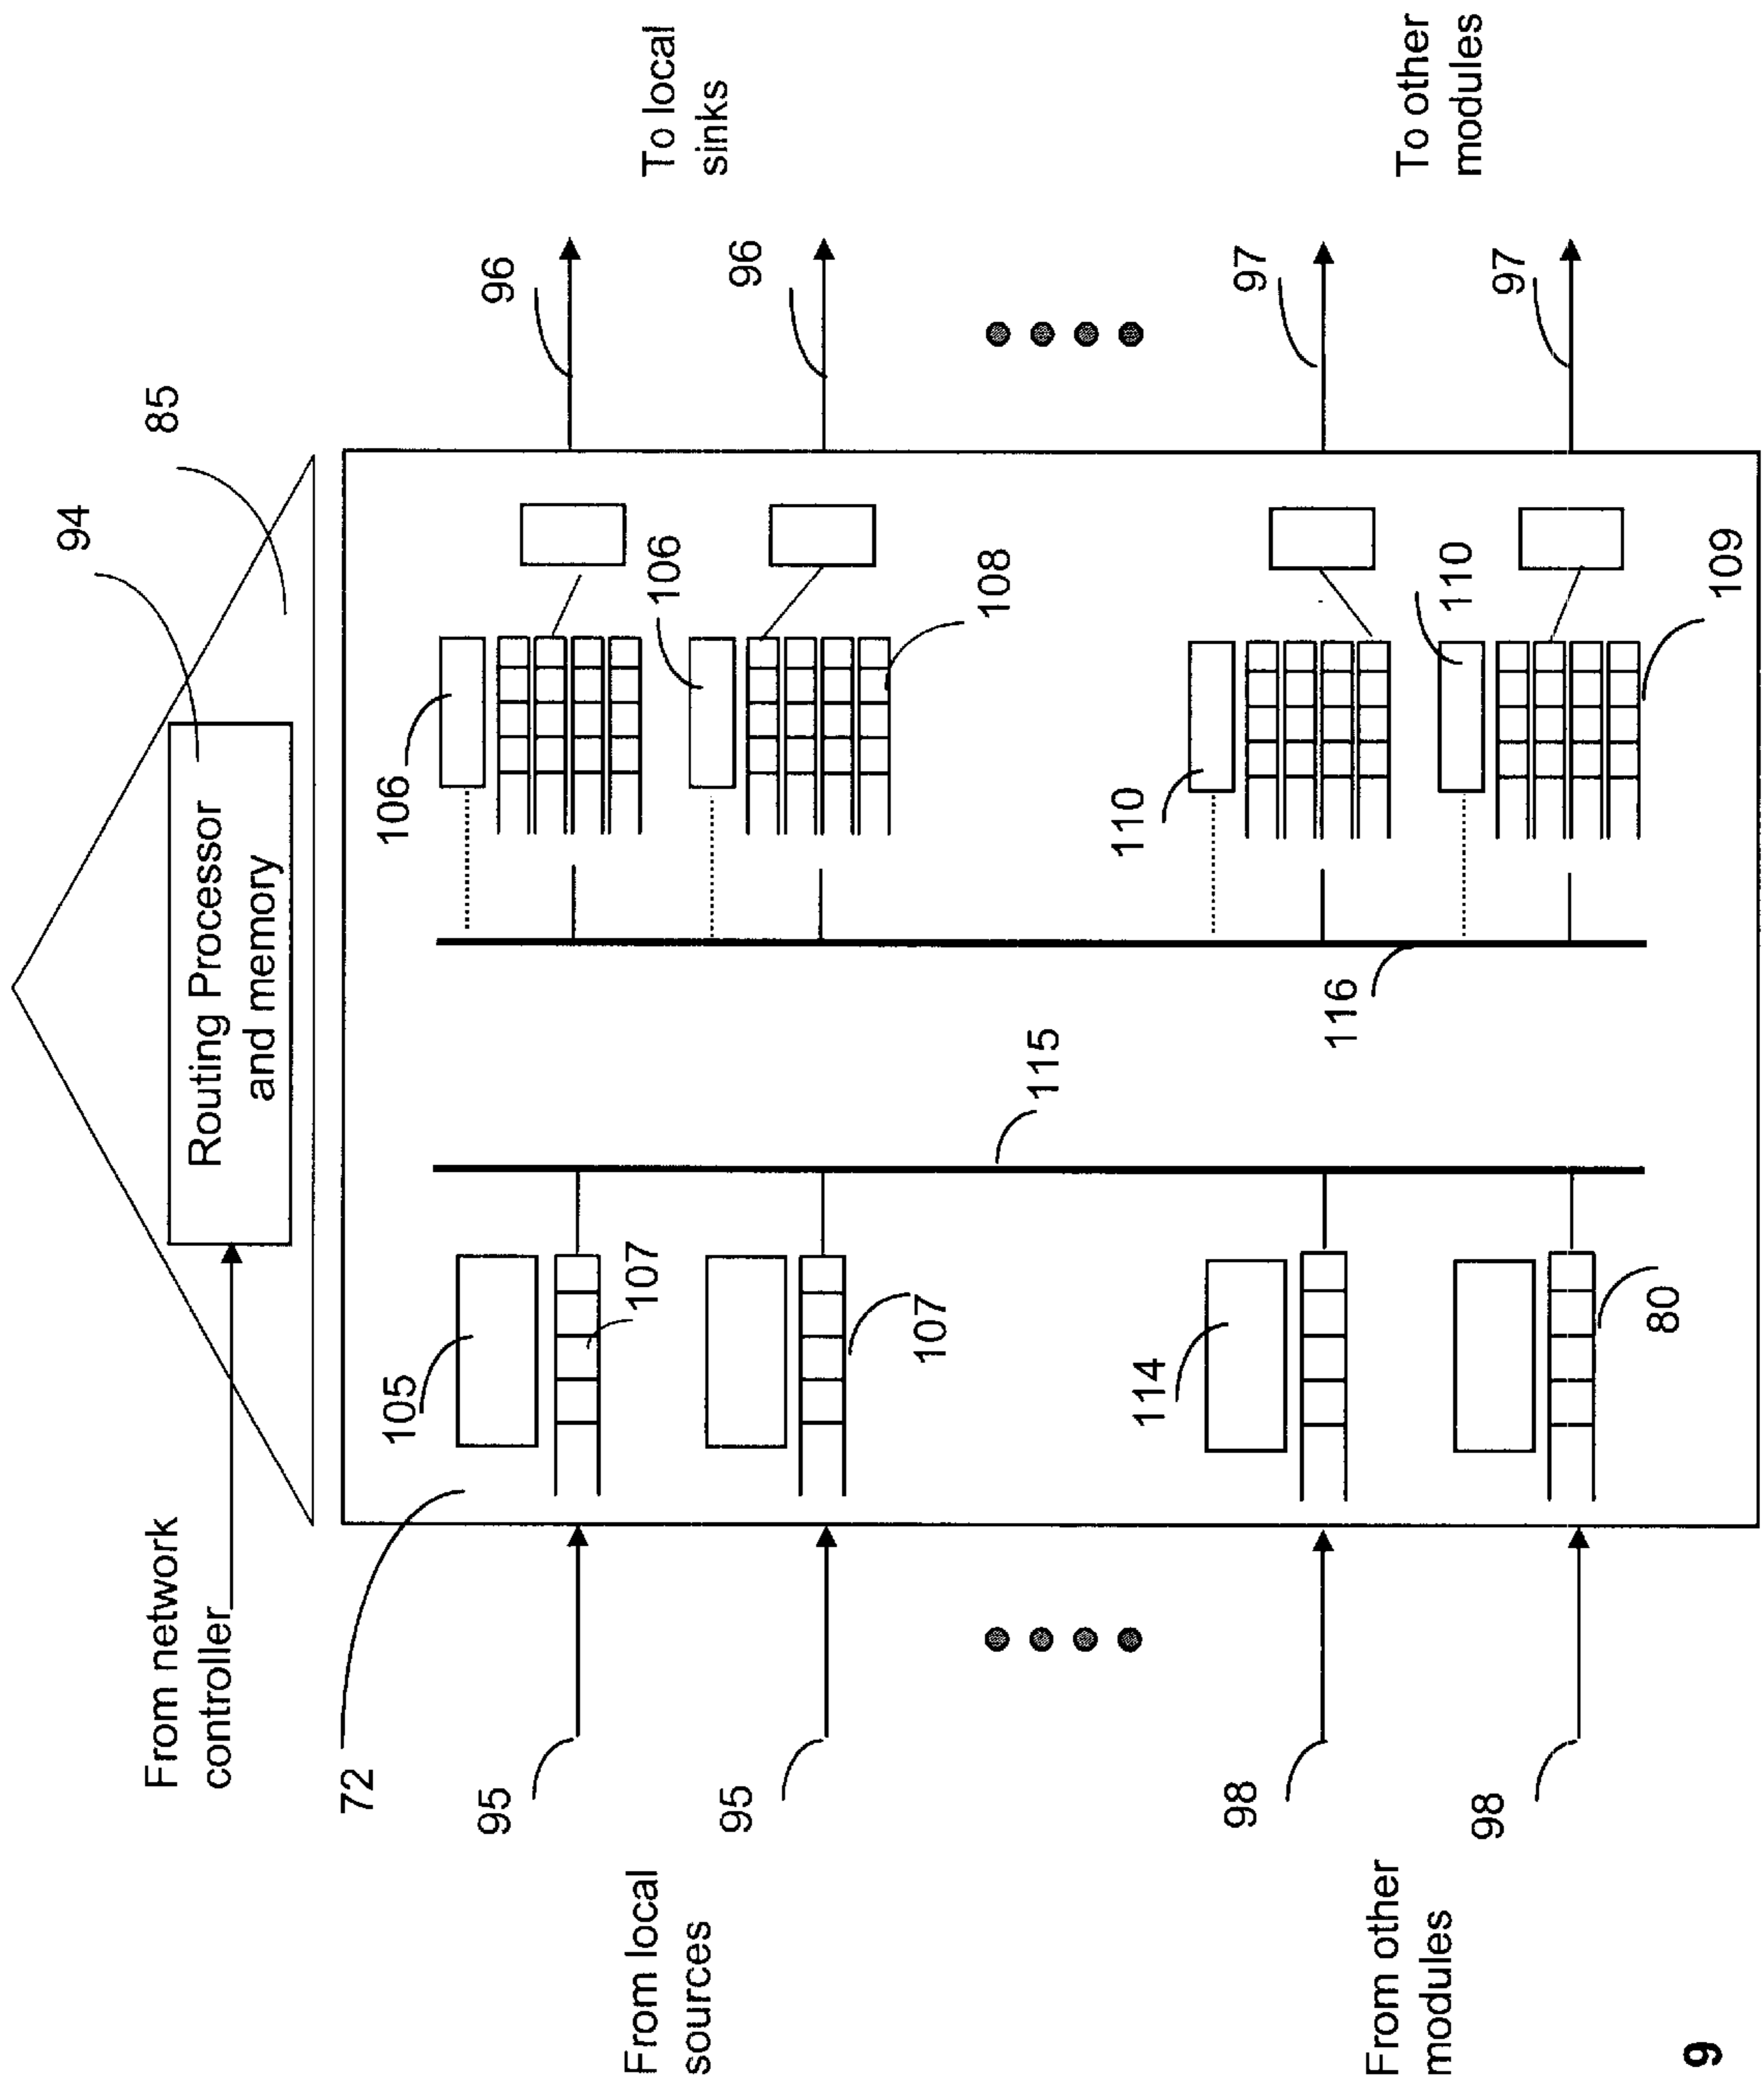 94
85
From network
controller
Routing Processor
and memory
72
105
106
96
95
107
106
To local
sinks
From local
sources
95
107
96
108
115
114
110
116
97
98
From other
modules
To other
modules
110
98
97
80
109
9